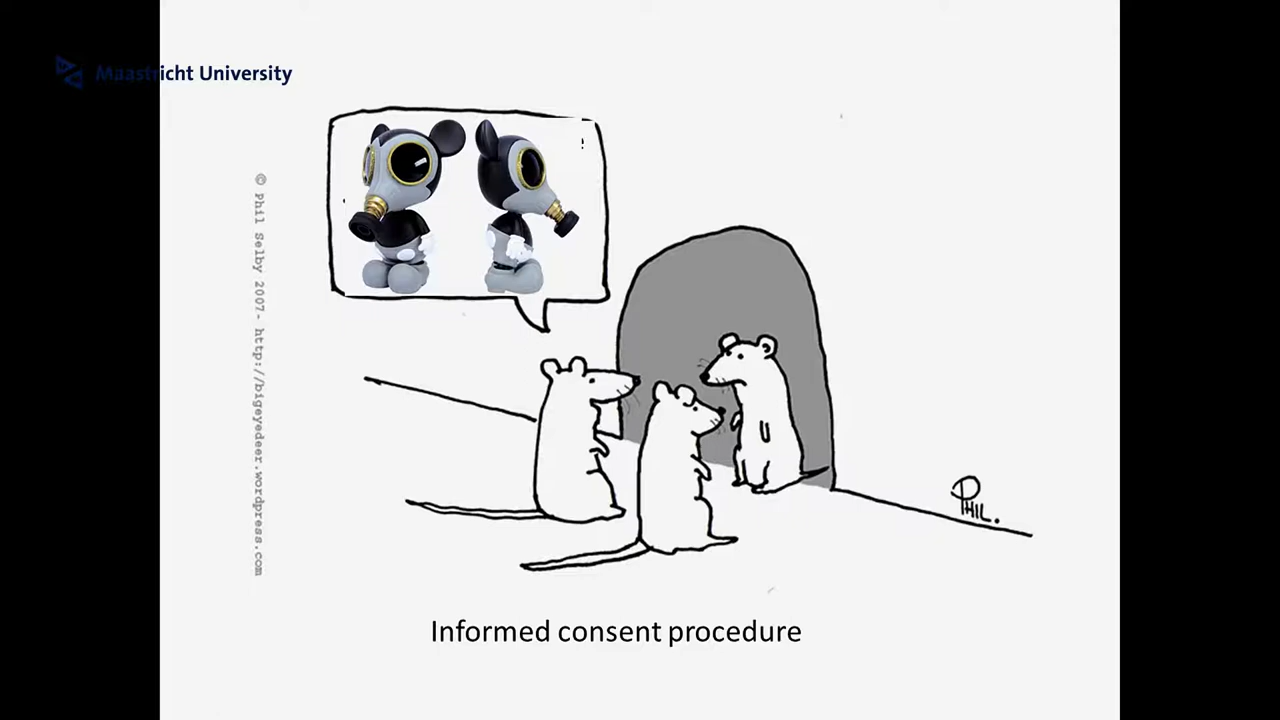 Maastricht University
© Phil Selby 2007- http://bigeyedeer.wordpress.com
PHIL.
Informed consent procedure